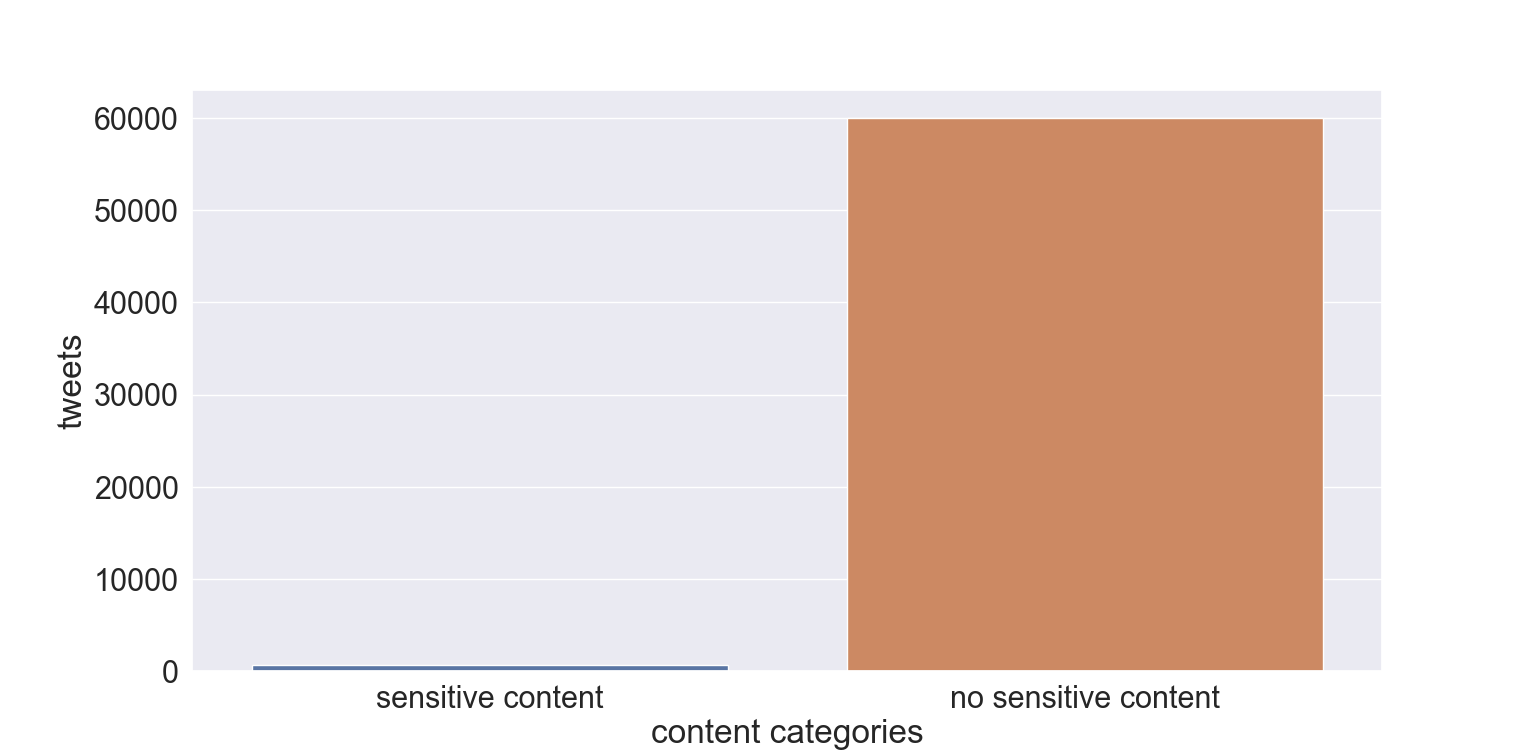 60000
50000
40000
30000
20000
10000
0
tweets
sensitive content
no sensitive content
content categories